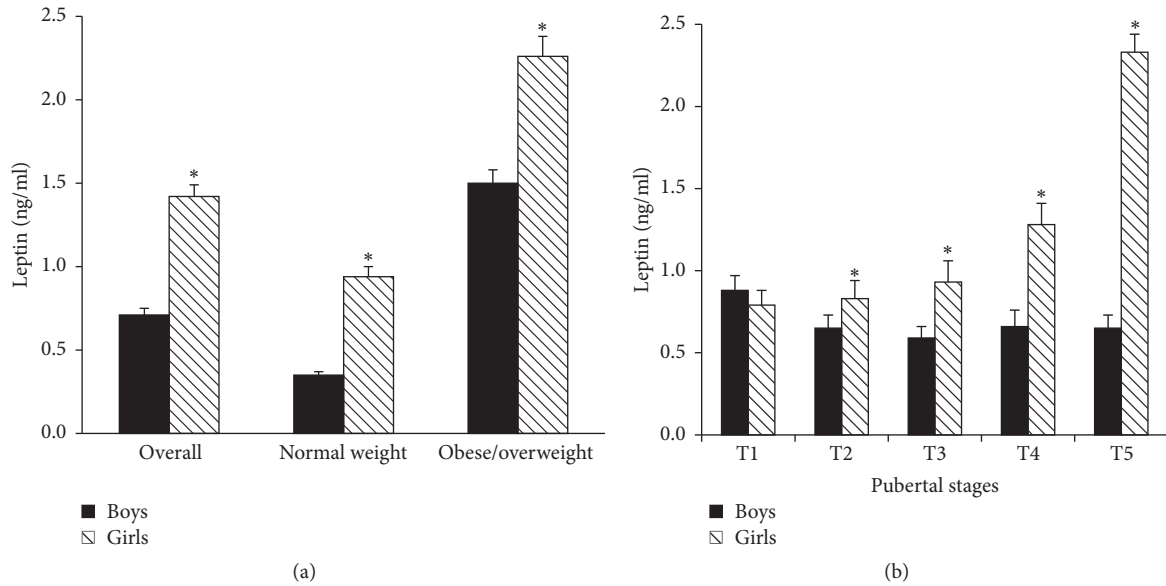 2.5
2.0
1.5
1.0
0.5
0.0
Leptin (ng/ml)
*
*
*
Overall
Normal weight
Obese/overweight
Boys
Girls
(a)
2.5
2.0
1.5
1.0
0.5
0.0
Leptin (ng/ml)
*
*
*
*
T1
T2
T3
T4
T5
Pubertal stages
Boys
Girls
(b)